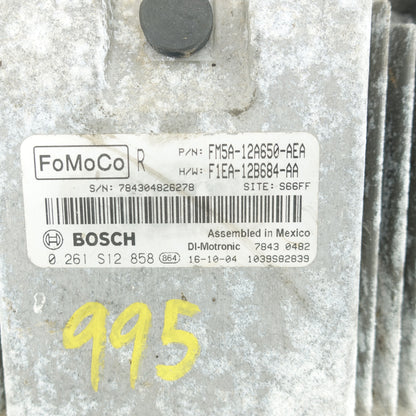 FoMoCo R P/N: FM5A-12A650-AEA
H/W: F1EA-12B684-AA
S/N: 784304826278 SITE: S66FF
BOSCH Assembled in Mexico
DI-Motronic 7843 0482
0 261 S12 858 864 16-10-04 1039S82839
995